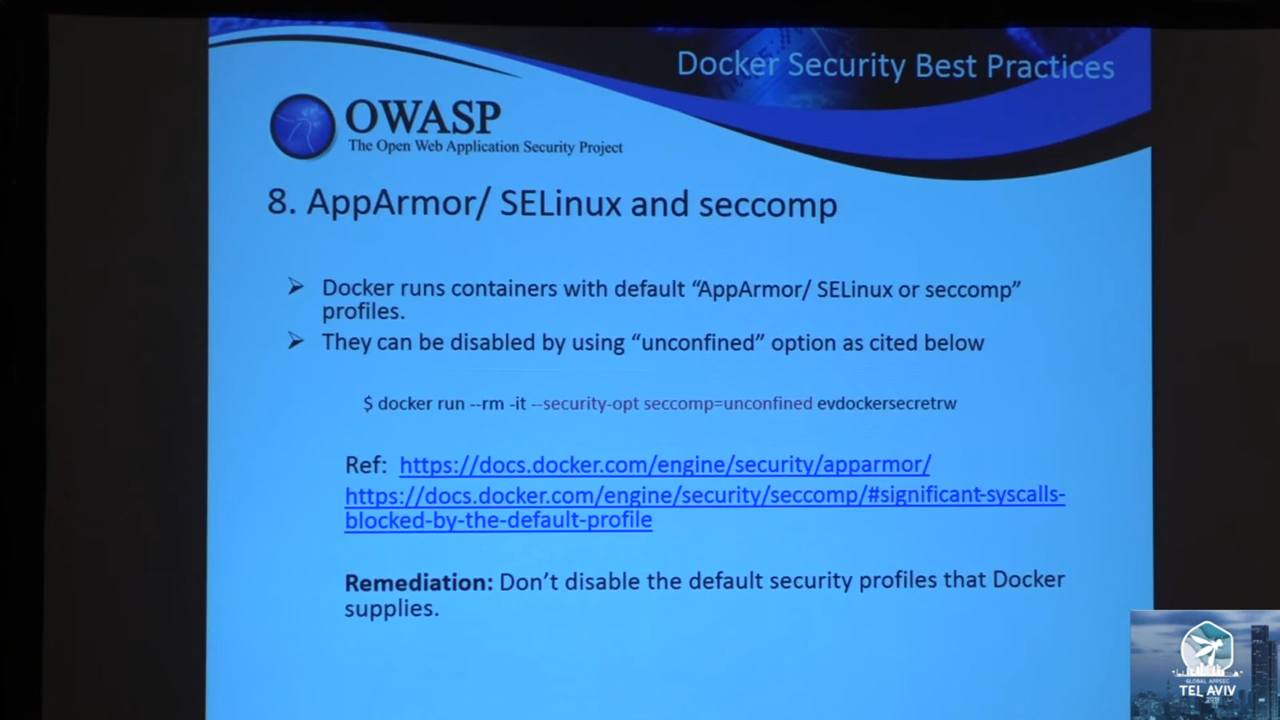 Docker Security Best Practices
OWASP
The Open Web Application Security Project
8. AppArmor/ SELinux and seccomp
Docker runs containers with default “AppArmor/ SELinux or seccomp”
profiles.
They can be disabled by using “unconfined” option as cited below
$ docker run --rm -it --security-opt seccomp=unconfined evdockersecretrw
Ref: https://docs.docker.com/engine/security/apparmor/
https://docs.docker.com/engine/security/seccomp/#significant-syscalls-
blocked-by-the-default-profile
Remediation: Don’t disable the default security profiles that Docker
supplies.
GLOBAL APPSEC
TEL AVIV